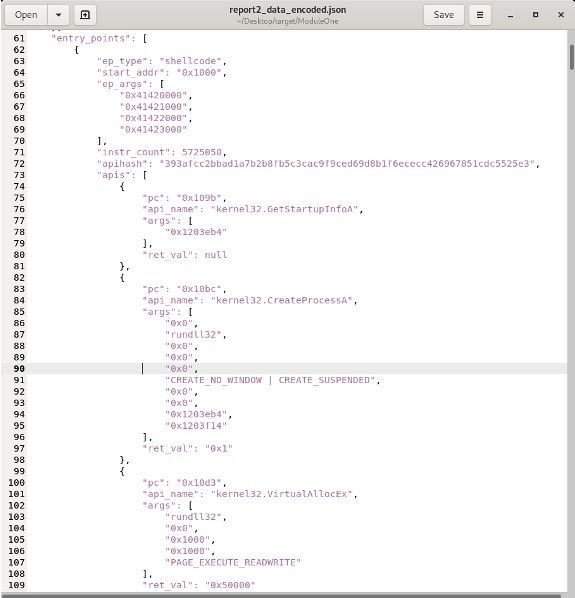 Open
report2_data_encoded.json
~/Desktop/target/ModuleOne
Save
61 "entry_points": [
62 {
63 "ep_type": "shellcode",
64 "start_addr": "0x1000",
65 "ep_args": [
66 "0x41420000",
67 "0x41421000",
68 "0x41422000",
69 "0x41423000"
70 ],
71 "instr_count": 5725050,
72 "apihash": "393afcc2bbad1a7b2b8fb5c3cac9f9ced69d8b1f6ececc426967851cdc5525e3",
73 "apis": [
74 {
75 "pc": "0x109b",
76 "api_name": "kernel32.GetStartupInfoA",
77 "args": [
78 "0x1203eb4"
79 ],
80 "ret_val": null
81 },
82 {
83 "pc": "0x10bc",
84 "api_name": "kernel32.CreateProcessA",
85 "args": [
86 "0x0",
87 "rundll32",
88 "0x0",
89 "0x0",
90 "0x0",
91 "CREATE_NO_WINDOW | CREATE_SUSPENDED",
92 "0x0",
93 "0x0",
94 "0x1203eb4",
95 "0x1203f14"
96 ],
97 "ret_val": "0x1"
98 },
99 {
100 "pc": "0x10d3",
101 "api_name": "kernel32.VirtualAllocEx",
102 "args": [
103 "rundll32",
104 "0x0",
105 "0x1000",
106 "0x1000",
107 "PAGE_EXECUTE_READWRITE"
108 ],
109 "ret_val": "0x50000"